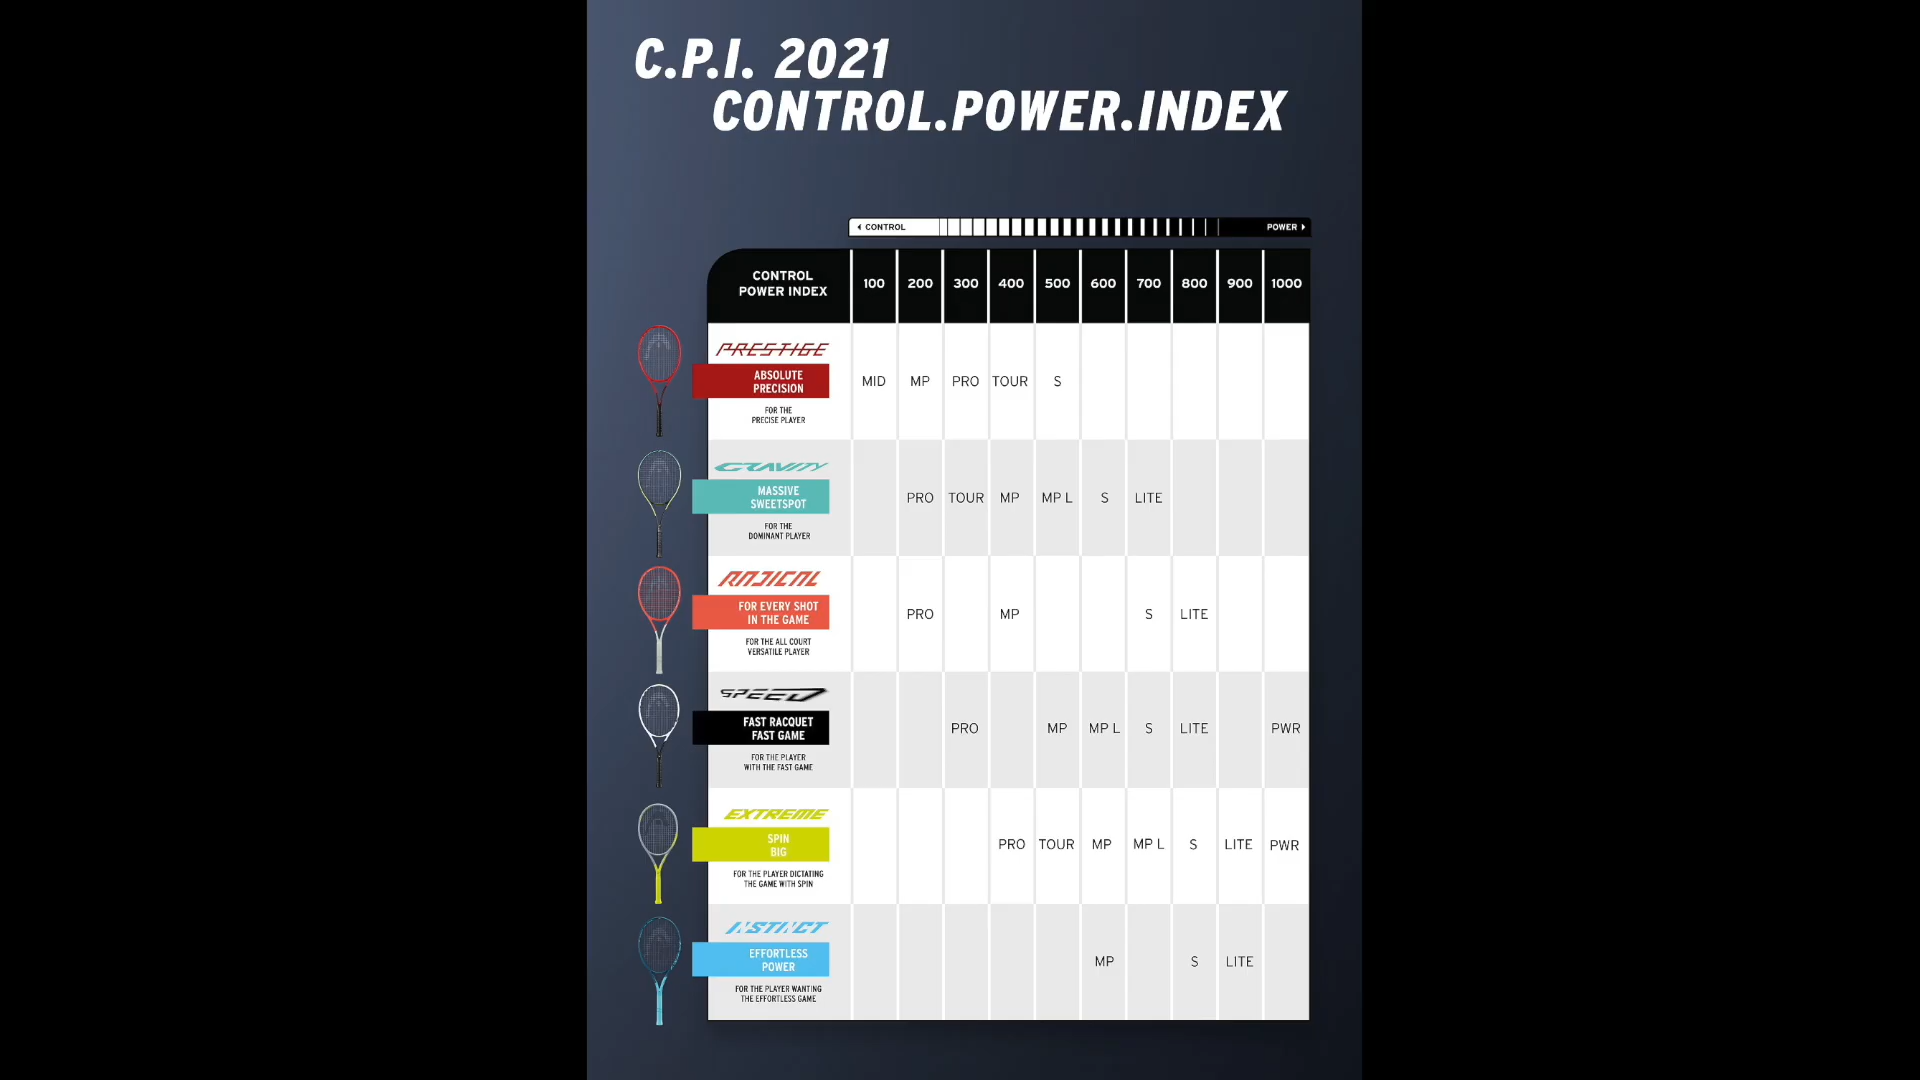 C.P.I. 2021
CONTROL.POWER.INDEX
CONTROL POWER
CONTROL
POWER INDEX
100 200 300 400 500 600 700 800 900 1000
PRESTIGE
ABSOLUTE
PRECISION
FOR THE
PRECISE PLAYER
MID MP PRO TOUR S
GRAVITY
MASSIVE
SWEETSPOT
FOR THE
DOMINANT PLAYER
PRO TOUR MP MP L S LITE
RADICAL
FOR EVERY SHOT
IN THE GAME
FOR THE ALL COURT
VERSATILE PLAYER
PRO MP S LITE
SPEED
FAST RACQUET
FAST GAME
FOR THE PLAYER
WITH THE FAST GAME
PRO MP MP L S LITE PWR
EXTREME
SPIN
BIG
FOR THE PLAYER DICTATING
THE GAME WITH SPIN
PRO TOUR MP MP L S LITE PWR
INSTINCT
EFFORTLESS
POWER
FOR THE PLAYER WANTING
THE EFFORTLESS GAME
MP S LITE